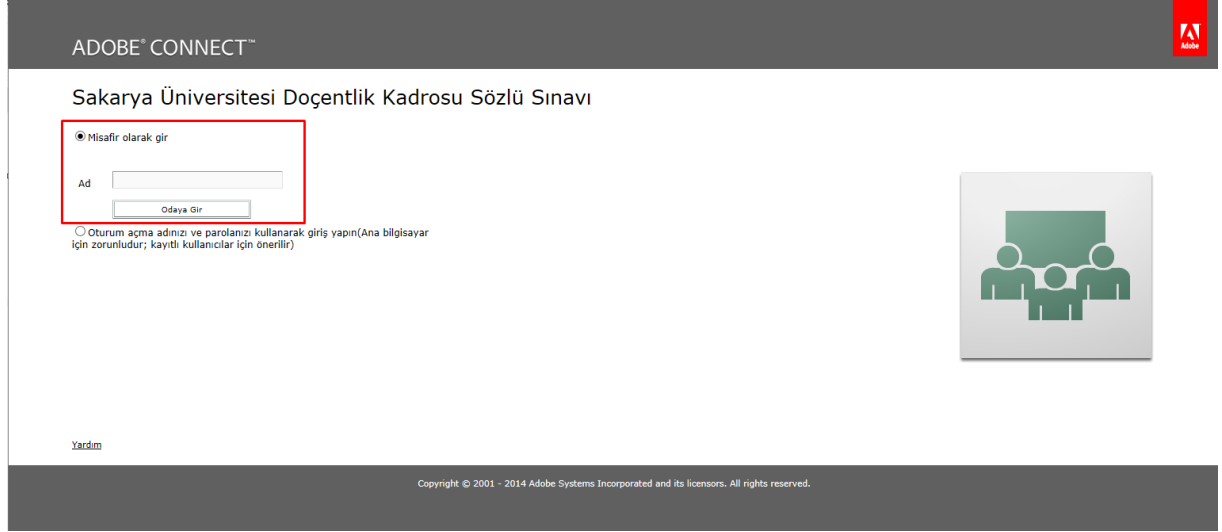 ADOBE® CONNECT™
Adobe
Sakarya Üniversitesi Doçentlik Kadrosu Sözlü Sınavı
Misafir olarak gir
Ad
Odaya Gir
Oturum açma adınızı ve parolanızı kullanarak giriş yapın(Ana bilgisayar
için zorunludur; kayıtlı kullanıcılar için önerilir)
Yardım
Copyright © 2001 - 2014 Adobe Systems Incorporated and its licensors. All rights reserved.